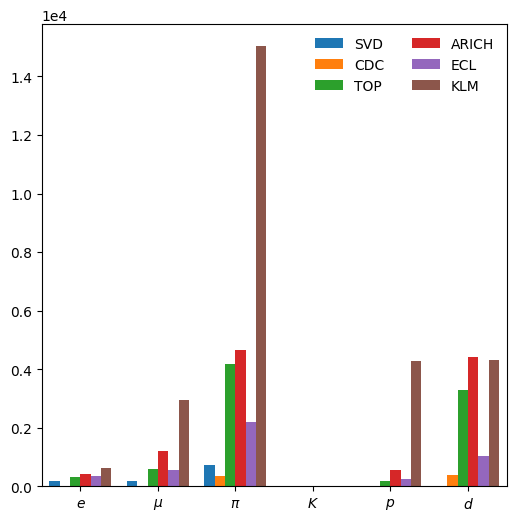 1e4
SVD
CDC
TOP
ARICH
ECL
KLM
1.4
1.2
1.0
0.8
0.6
0.4
0.2
0.0
e μ π K p d